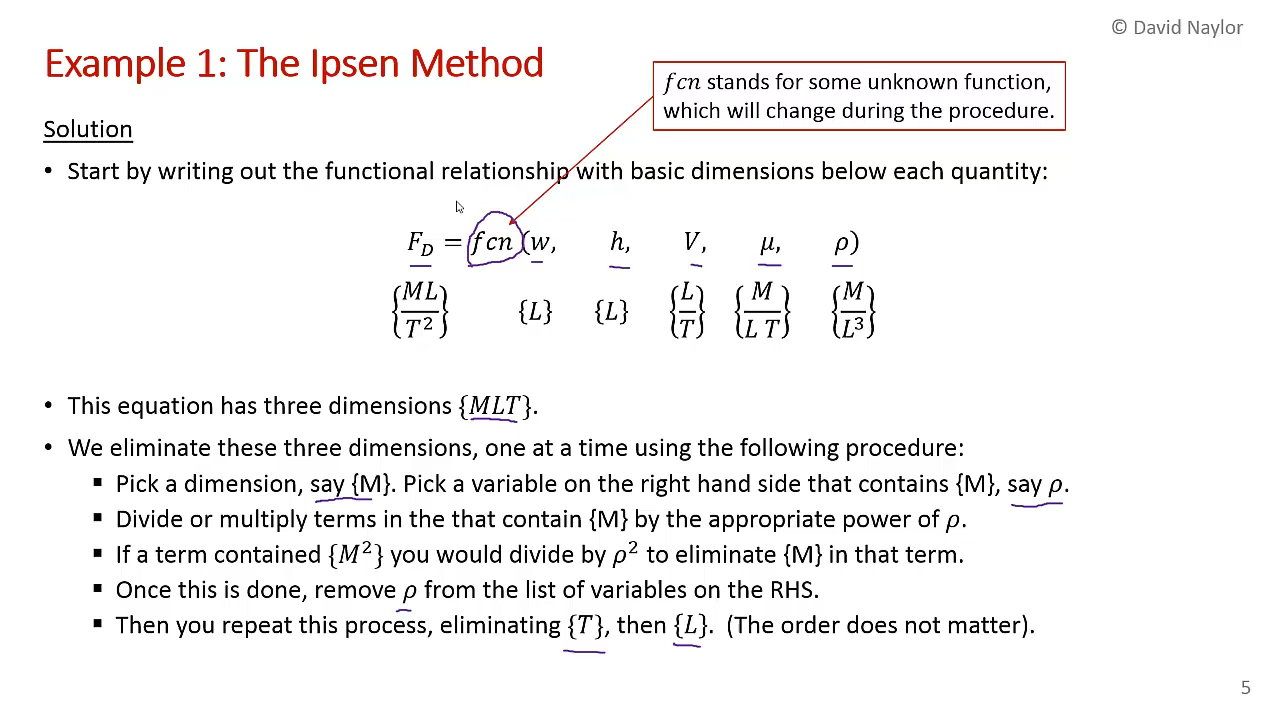 © David Naylor
Example 1: The Ipsen Method
fcn stands for some unknown function,
which will change during the procedure.
Solution
• Start by writing out the functional relationship with basic dimensions below each quantity:
F_D = fcn (w, h, V, μ, ρ)
{ML/T²} {L} {L} {L/T} {M/L T} {M/L³}
• This equation has three dimensions {MLT}.
• We eliminate these three dimensions, one at a time using the following procedure:
▪ Pick a dimension, say {M}. Pick a variable on the right hand side that contains {M}, say ρ.
▪ Divide or multiply terms in the that contain {M} by the appropriate power of ρ.
▪ If a term contained {M²} you would divide by ρ² to eliminate {M} in that term.
▪ Once this is done, remove ρ from the list of variables on the RHS.
▪ Then you repeat this process, eliminating {T}, then {L}. (The order does not matter).
5